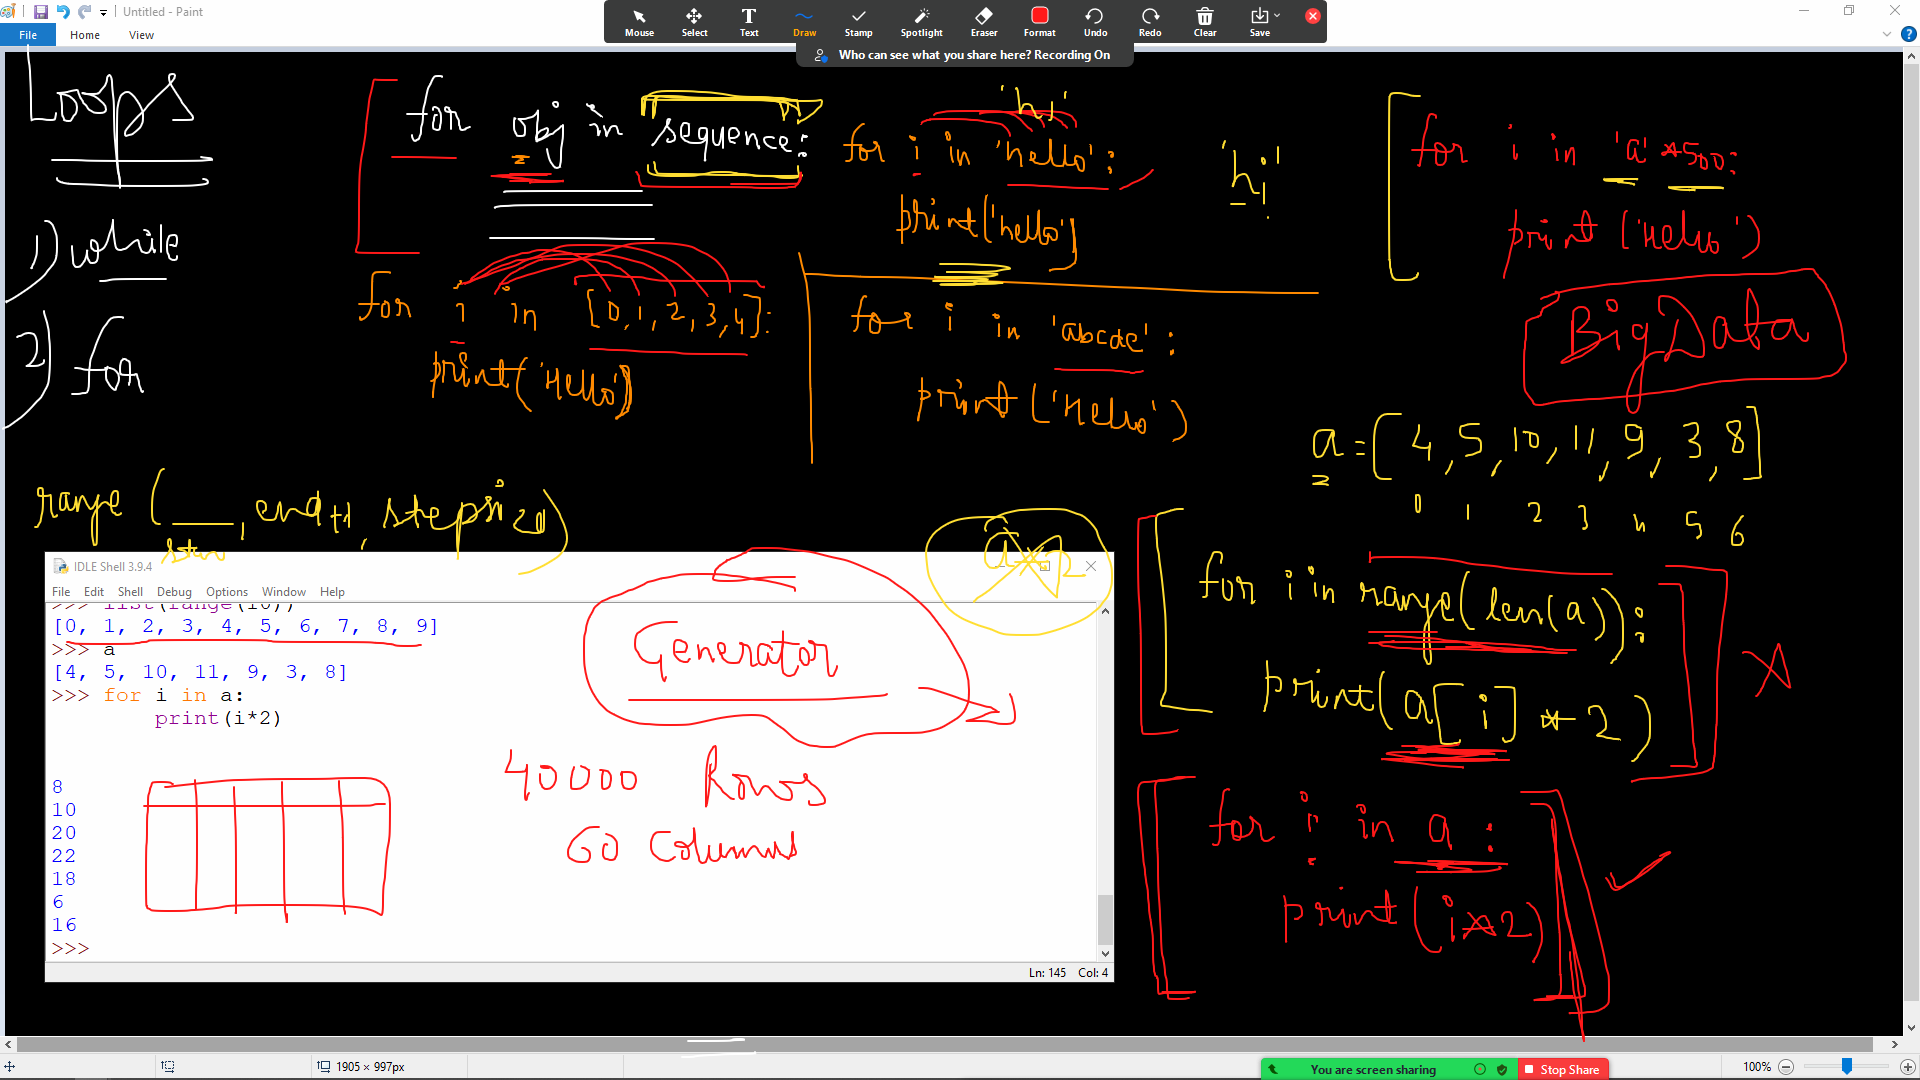 Untitled - Paint
File Home View
Mouse Select Text Draw Stamp Spotlight Eraser Format Undo Redo Clear Save
Who can see what you share here? Recording On
Loops
1) while
2) for
for obj in sequence:
for i in [0,1,2,3,4]:
print('Hello')
'hi'
for i in 'hello':
print('hello')
'hi'
for i in 'abcde':
print('Hello')
for i in 'a'*500:
print('Hello')
BigData
a=[4,5,10,11,9,3,8]
0 1 2 3 4 5 6
range(___, end+1, stepsize)
a*2
IDLE Shell 3.9.4
File Edit Shell Debug Options Window Help
>>> list(range(10))
[0, 1, 2, 3, 4, 5, 6, 7, 8, 9]
>>> a
[4, 5, 10, 11, 9, 3, 8]
>>> for i in a:
print(i*2)
8
10
20
22
18
6
16
>>>
Ln: 145 Col: 4
Generator
40000 Rows
60 Columns
for i in range(len(a)):
print(a[i]*2)
for i in a:
print(i*2)
1905 × 997px
You are screen sharing
Stop Share
100%